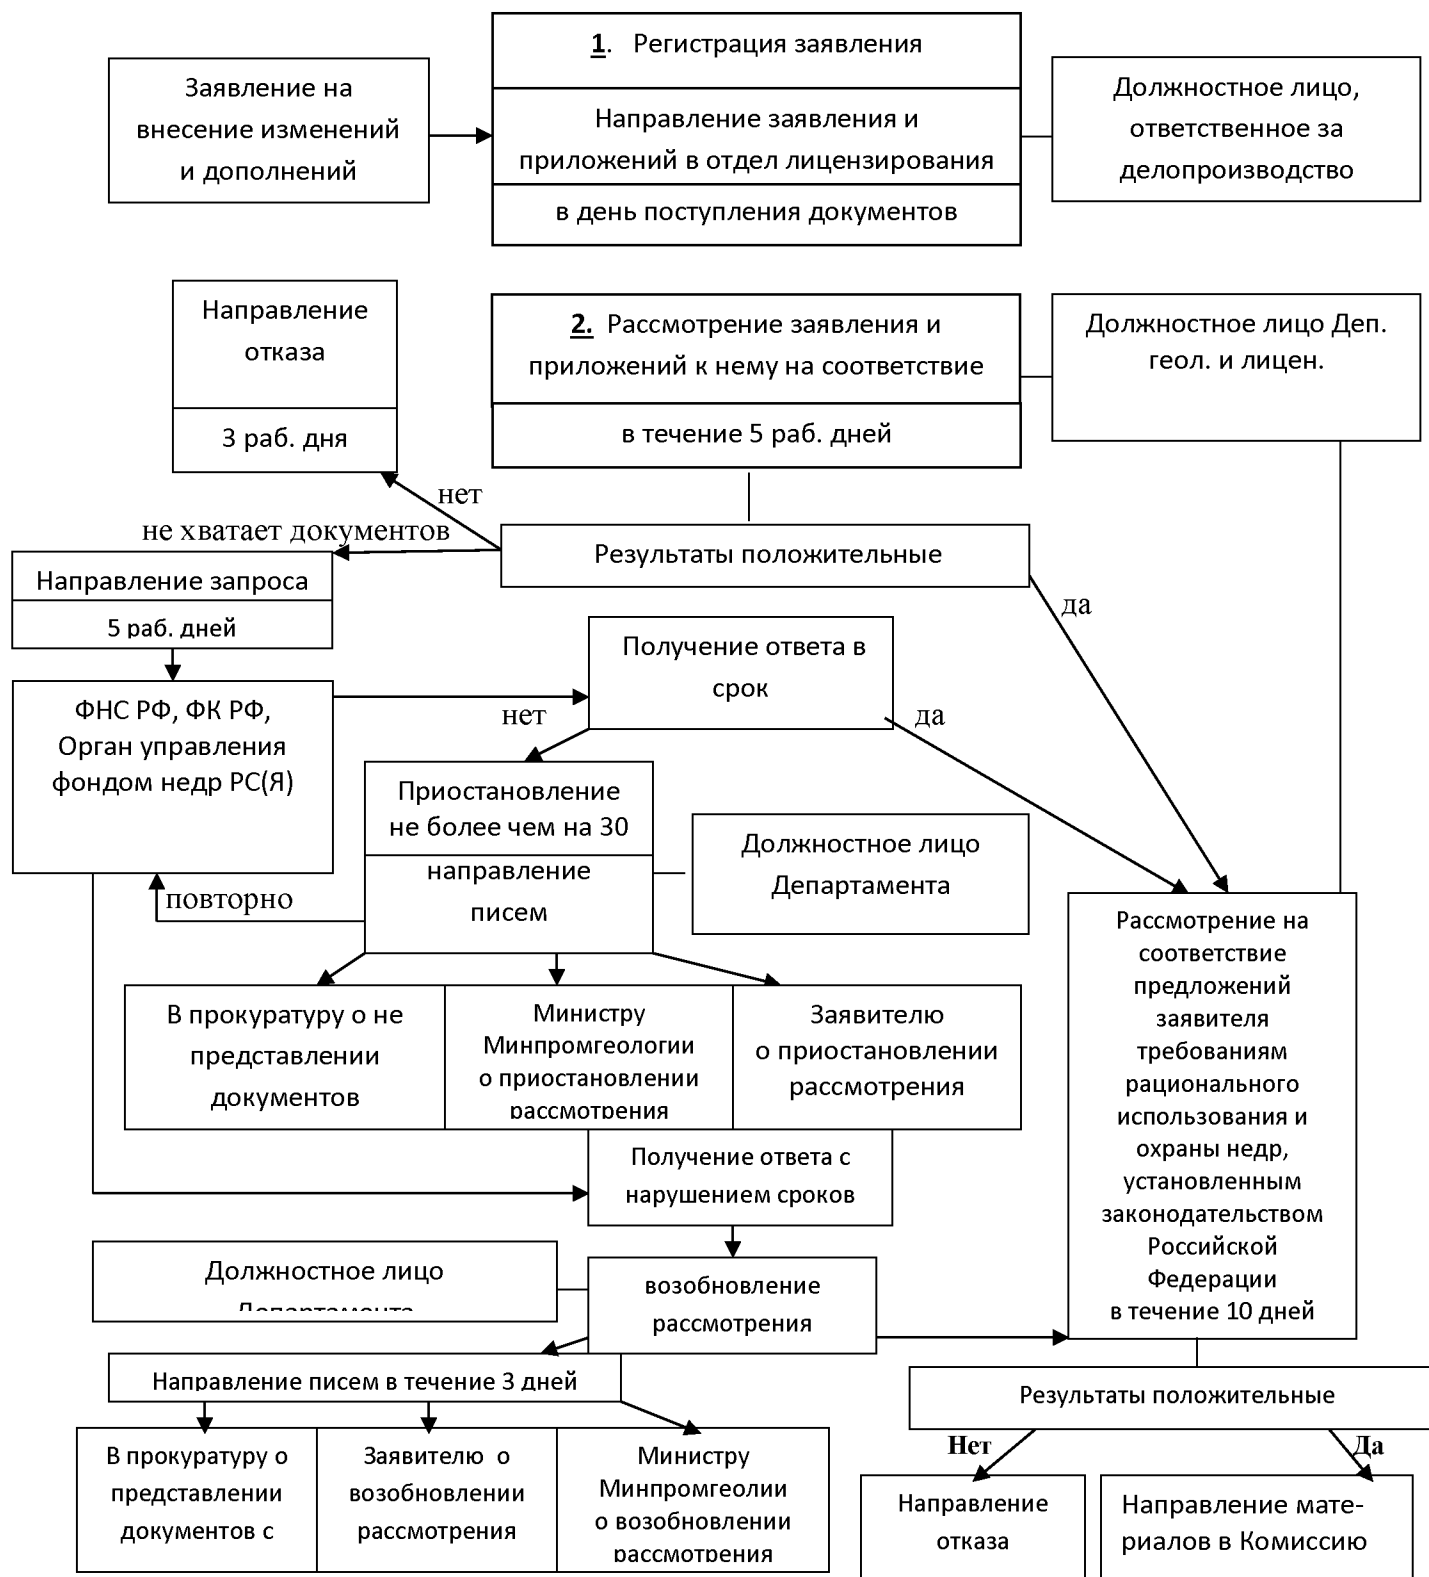 1. Регистрация заявления
Заявление на
внесение изменений
и дополнений
Направление заявления и
приложений в отдел лицензирования
в день поступления документов
Должностное лицо,
ответственное за
делопроизводство
Направление
отказа
3 раб. дня
2. Рассмотрение заявления и
приложений к нему на соответствие
в течение 5 раб. дней
Должностное лицо Деп.
геол. и лицен.
нет
не хватает документов
Результаты положительные
да
Направление запроса
5 раб. дней
Получение ответа в
срок
ФНС РФ, ФК РФ,
Орган управления
фондом недр РС(Я)
нет
да
Приостановление
не более чем на 30
направление
писем
Должностное лицо
Департамента
повторно
В прокуратуру о не
представлении
документов
Министру
Минпромгеологии
о приостановлении
рассмотрения
Заявителю
о приостановлении
рассмотрения
Рассмотрение на
соответствие
предложений
заявителя
требованиям
рационального
использования и
охраны недр,
установленным
законодательством
Российской
Федерации
в течение 10 дней
Получение ответа с
нарушением сроков
Должностное лицо
Департамента
возобновление
рассмотрения
Направление писем в течение 3 дней
Результаты положительные
В прокуратуру о
представлении
документов с
Заявителю о
возобновлении
рассмотрения
Министру
Минпромгеолии
о возобновлении
рассмотрения
Нет
Да
Направление
отказа
Направление мате-
риалов в Комиссию